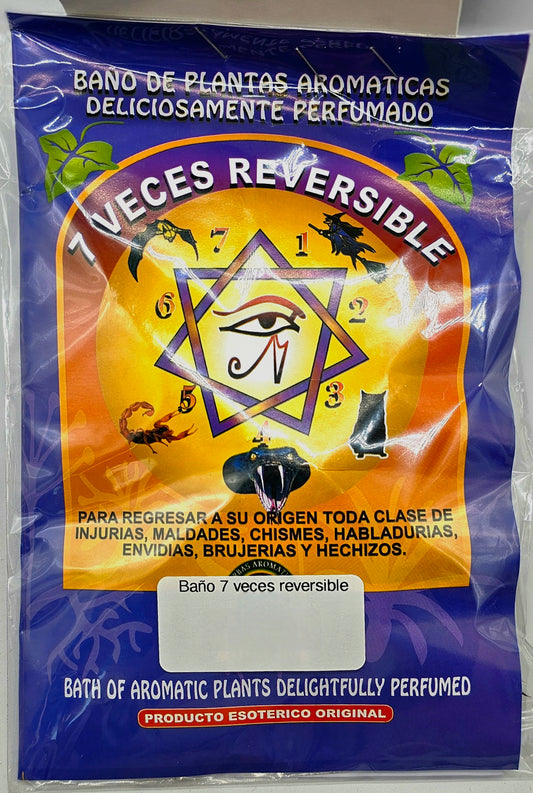 BAÑO DE PLANTAS AROMATICAS
DELICIOSAMENTE PERFUMADO
7 VECES REVERSIBLE
7 1
6 2
5 3
4
PARA REGRESAR A SU ORIGEN TODA CLASE DE
INJURIAS, MALDADES, CHISMES, HABLADURIAS,
ENVIDIAS, BRUJERIAS Y HECHIZOS.
Baño 7 veces reversible
BATH OF AROMATIC PLANTS DELIGHTFULLY PERFUMED
PRODUCTO ESOTERICO ORIGINAL